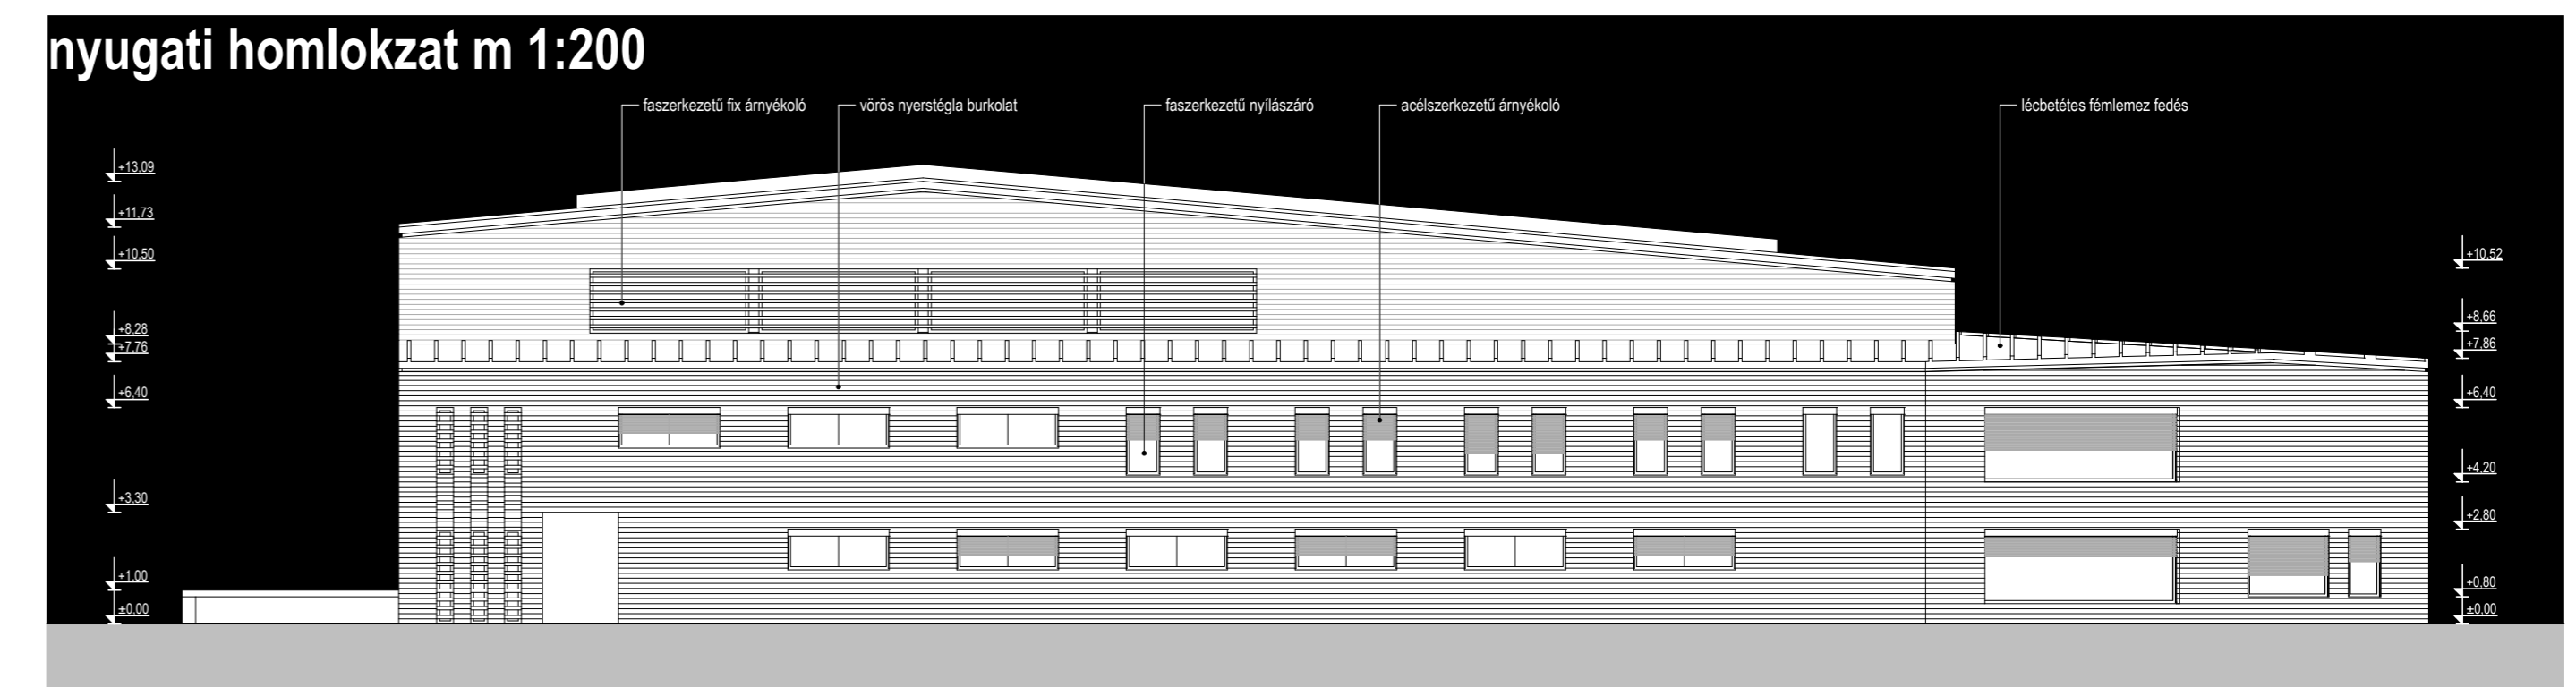 nyugati homlokzat m 1:200
faszerkezetű fix árnyékoló
vörös nyerstégla burkolat
faszerkezetű nyílászáró
acélszerkezetű árnyékoló
lécbetétes fémlemez fedés
+13,09
+11,73
+10,50
+8,28
+7,76
+6,40
+3,30
+1,00
±0,00
+10,52
+8,66
+7,86
+6,40
+4,20
+2,80
+0,80
±0,00